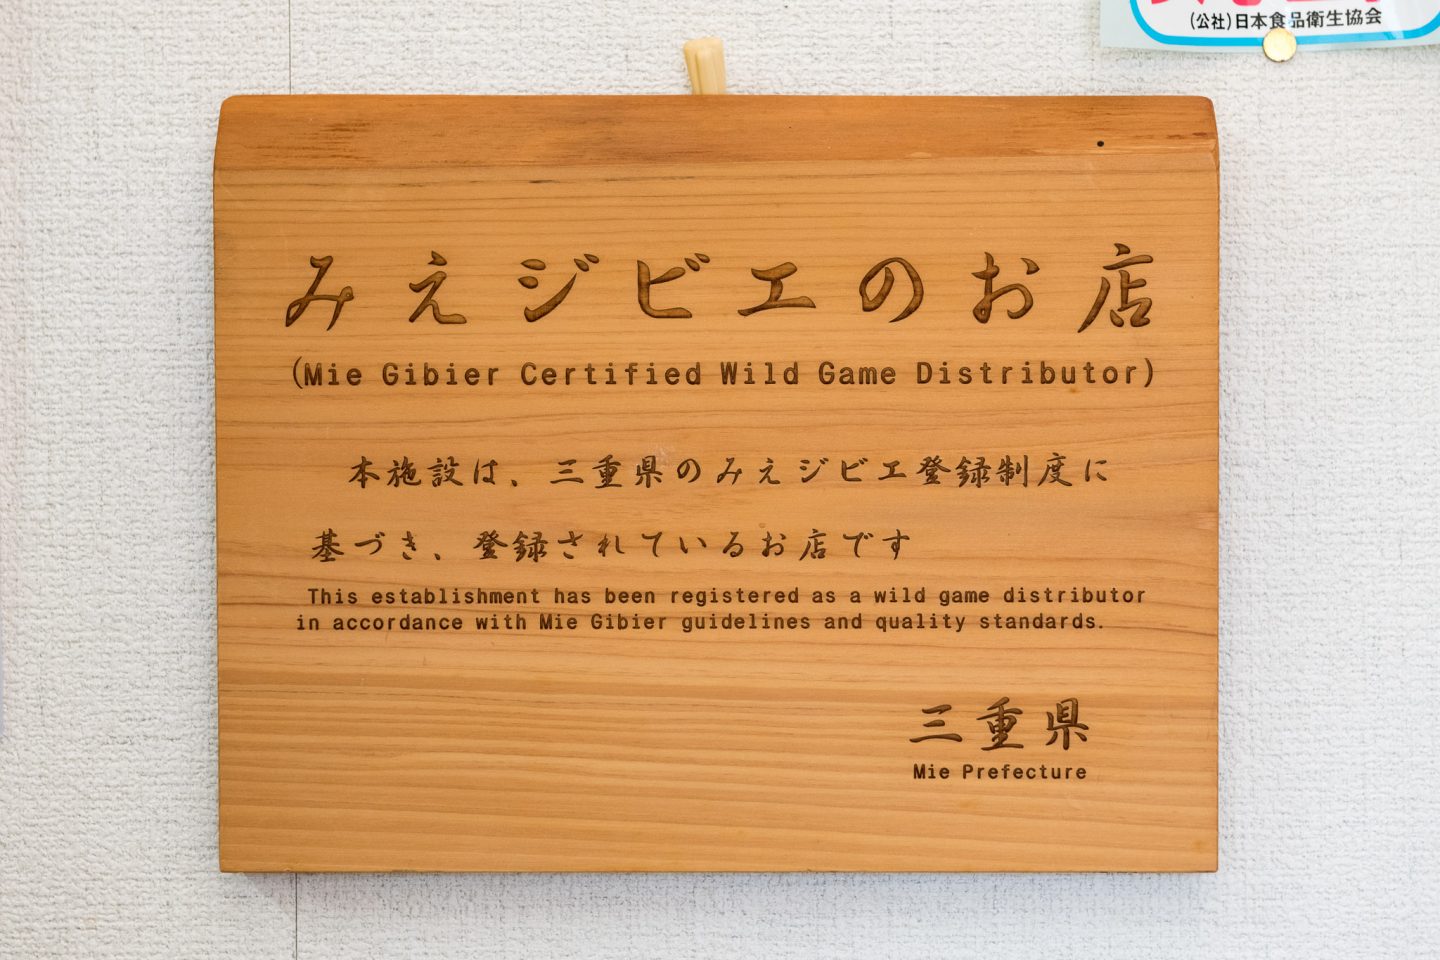 (公社)日本食品衛生協会
みえジビエのお店
(Mie Gibier Certified Wild Game Distributor)
本施設は、三重県のみえジビエ登録制度に
基づき、登録されているお店です
This establishment has been registered as a wild game distributor
in accordance with Mie Gibier guidelines and quality standards.
三重県
Mie Prefecture